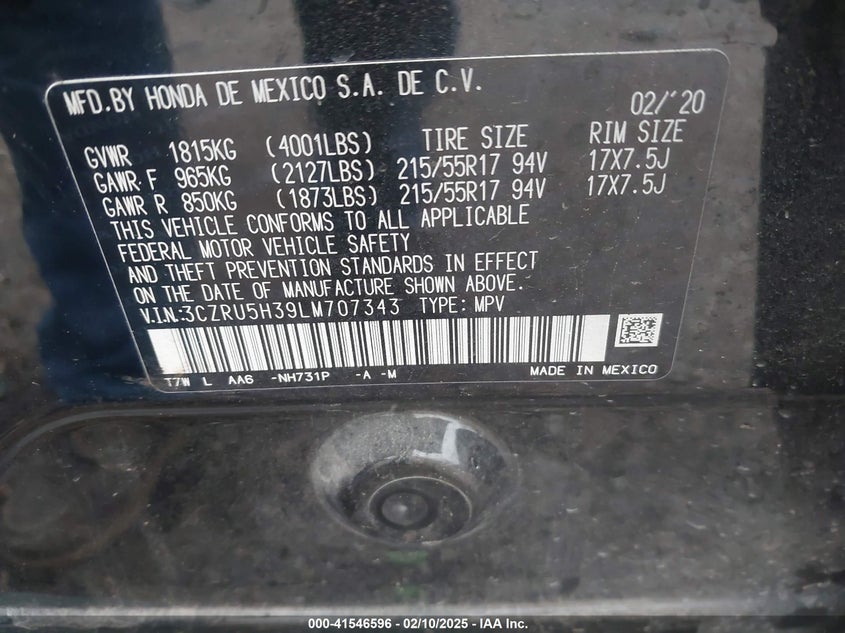 MFD.BY HONDA DE MEXICO S.A. DE C.V. 02/'20
GVWR 1815KG (4001LBS) TIRE SIZE RIM SIZE
GAWR F 965KG (2127LBS) 215/55R17 94V 17X7.5J
GAWR R 850KG (1873LBS) 215/55R17 94V 17X7.5J
THIS VEHICLE CONFORMS TO ALL APPLICABLE
FEDERAL MOTOR VEHICLE SAFETY
AND THEFT PREVENTION STANDARDS IN EFFECT
ON THE DATE OF MANUFACTURE SHOWN ABOVE.
V.I.N:3CZRU5H39LM707343 TYPE: MPV
T7W L AA6 -NH731P -A -M MADE IN MEXICO
000-41546596 - 02/10/2025 - IAA Inc.